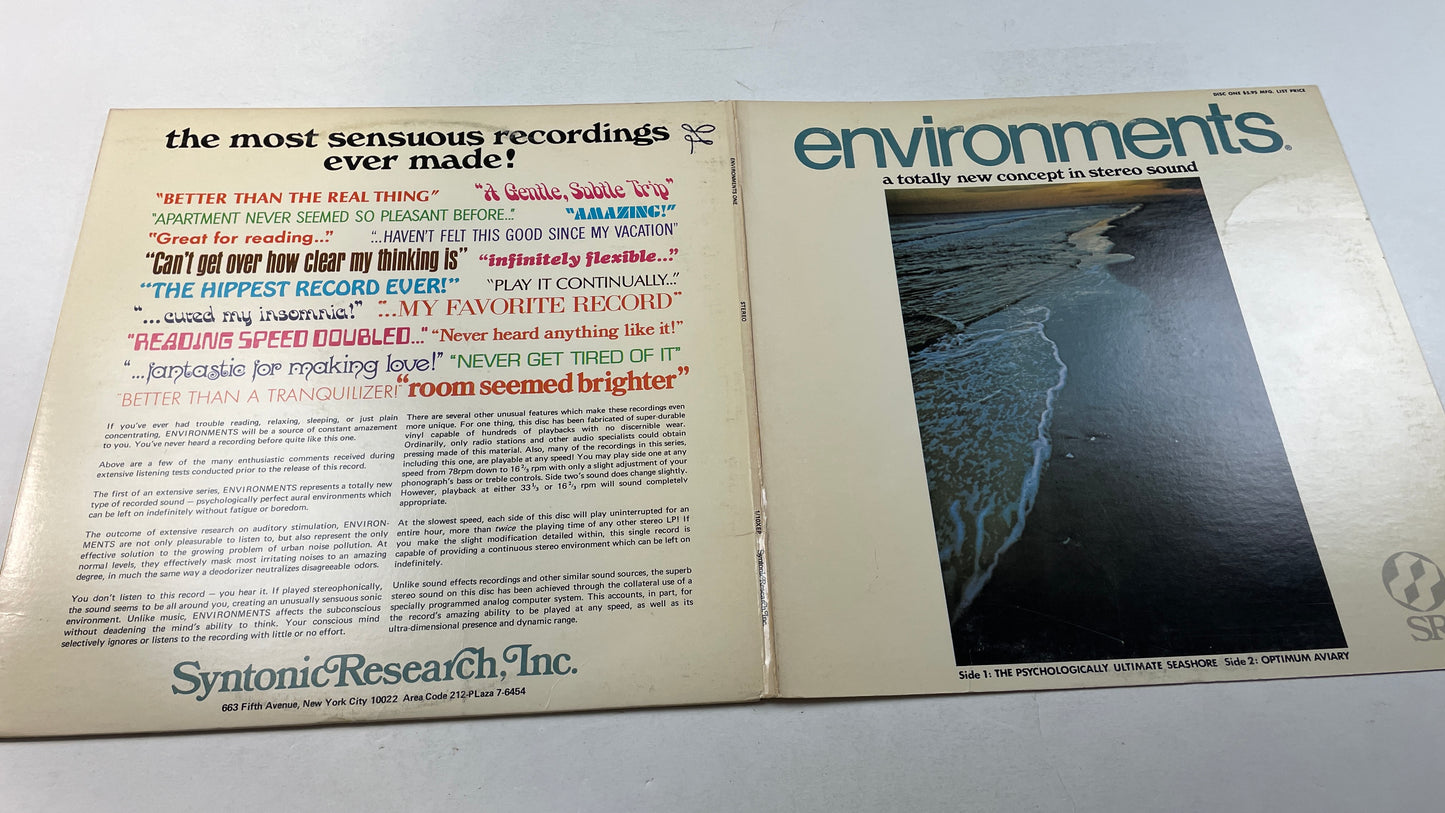 the most sensuous recordings
ever made!
"BETTER THAN THE REAL THING" "A Gentle, Subtle Trip"
"APARTMENT NEVER SEEMED SO PLEASANT BEFORE..." "AMAZING!"
"Great for reading..." "...HAVEN'T FELT THIS GOOD SINCE MY VACATION"
"Can't get over how clear my thinking is" "infinitely flexible..."
"THE HIPPEST RECORD EVER!" "PLAY IT CONTINUALLY..."
"...cured my insomnia!" "...MY FAVORITE RECORD"
"READING SPEED DOUBLED..." "Never heard anything like it!"
"...fantastic for making love!" "NEVER GET TIRED OF IT"
"BETTER THAN A TRANQUILIZER!" "room seemed brighter"
If you've ever had trouble reading, relaxing, sleeping, or just plain
concentrating, ENVIRONMENTS will be a source of constant amazement
to you. You've never heard a recording before quite like this one.
Above are a few of the many enthusiastic comments received during
extensive listening tests conducted prior to the release of this record.
The first of an extensive series, ENVIRONMENTS represents a totally new
type of recorded sound — psychologically perfect aural environments which
can be left on indefinitely without fatigue or boredom.
The outcome of extensive research on auditory stimulation, ENVIRON-
MENTS are not only pleasurable to listen to, but also represent the only
effective solution to the growing problem of urban noise pollution. At
normal levels, they effectively mask most irritating noises to an amazing
degree, in much the same way a deodorizer neutralizes disagreeable odors.
You don't listen to this record — you hear it. If played stereophonically,
the sound seems to be all around you, creating an unusually sensuous sonic
environment. Unlike music, ENVIRONMENTS affects the subconscious
without deadening the mind's ability to think. Your conscious mind
selectively ignores or listens to the recording with little or no effort.
There are several other unusual features which make these recordings even
more unique. For one thing, this disc has been fabricated of super-durable
vinyl capable of hundreds of playbacks with no discernible wear.
Ordinarily, only radio stations and other audio specialists could obtain
pressing made of this material. Also, many of the recordings in this series,
including this one, are playable at any speed! You may play side one at any
speed from 78rpm down to 16 2/3 rpm with only a slight adjustment of your
phonograph's bass or treble controls. Side two's sound does change slightly.
However, playback at either 33 1/3 or 16 2/3 rpm will sound completely
appropriate.
At the slowest speed, each side of this disc will play uninterrupted for an
entire hour, more than twice the playing time of any other stereo LP! If
you make the slight modification detailed within, this single record is
capable of providing a continuous stereo environment which can be left on
indefinitely.
Unlike sound effects recordings and other similar sound sources, the superb
stereo sound on this disc has been achieved through the collateral use of a
specially programmed analog computer system. This accounts, in part, for
the record's amazing ability to be played at any speed, as well as its
ultra-dimensional presence and dynamic range.
Syntonic Research, Inc.
663 Fifth Avenue, New York City 10022 Area Code 212-PLaza 7-6454
ENVIRONMENTS ONE
STEREO
Syntonic Research, Inc.
DISC ONE $5.95 MFG. LIST PRICE
environments®
a totally new concept in stereo sound
SR
Side 1: THE PSYCHOLOGICALLY ULTIMATE SEASHORE Side 2: OPTIMUM AVIARY